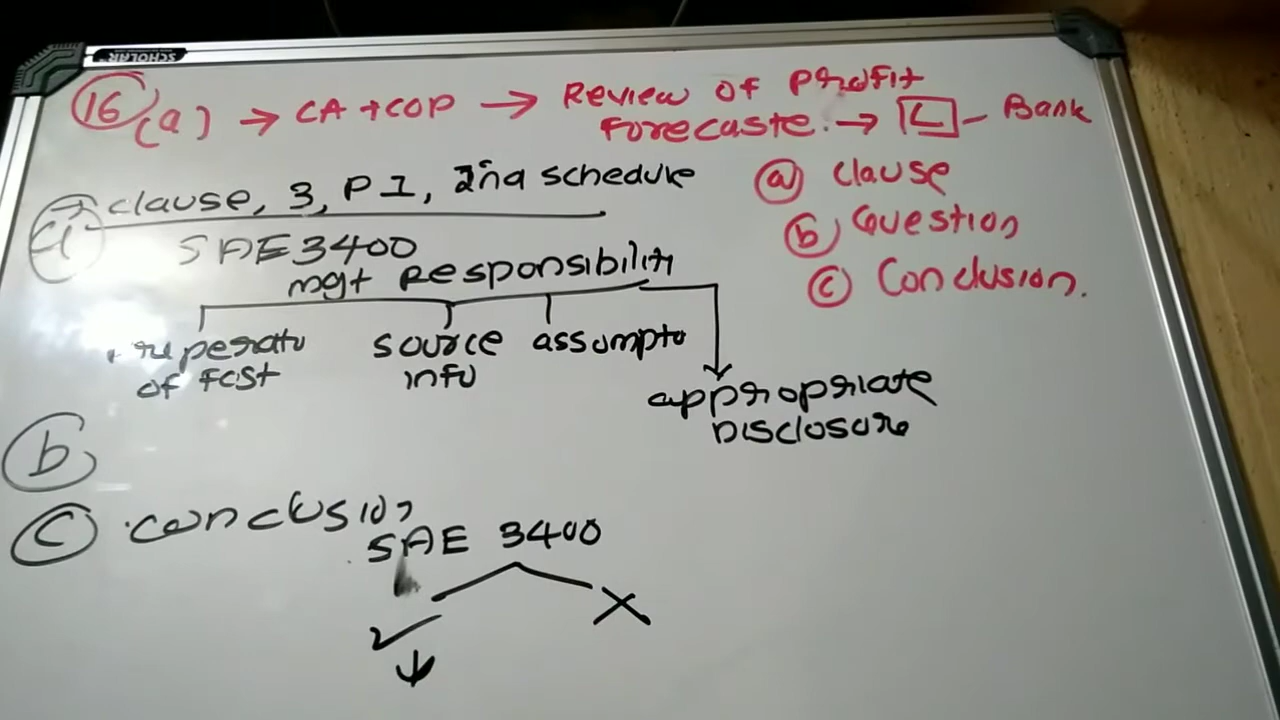 SCHOLAR
16 (a) → CA + COP → Review of profit
forecaste. → L - Bank
→ clause, 3, P I, 2nd schedule
(a) clause
(b) Question
(c) Conclusion.
SAE 3400
mgt Responsibility
of Fcst
source
info
assumptn
appropriate
Disclosure
(b)
(c) conclusion
SAE 3400
✓ X
↓